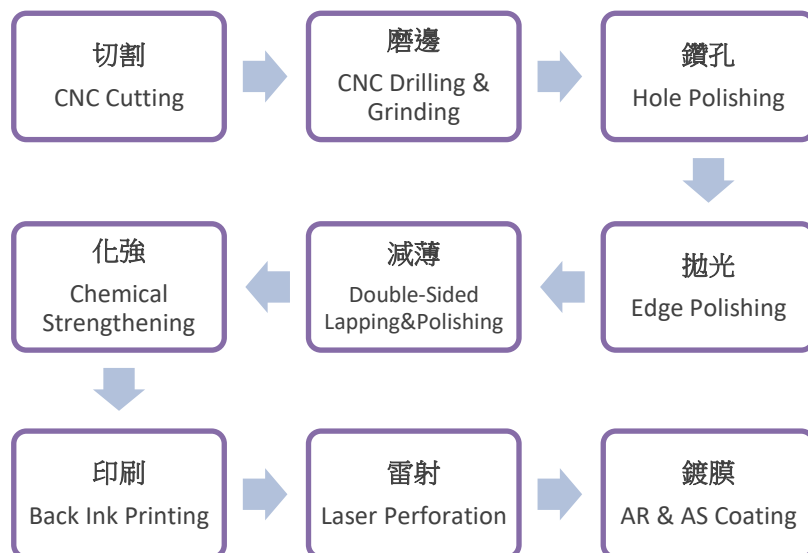 切割
CNC Cutting
磨邊
CNC Drilling &
Grinding
鑽孔
Hole Polishing
拋光
Edge Polishing
減薄
Double-Sided
Lapping&Polishing
化強
Chemical
Strengthening
印刷
Back Ink Printing
雷射
Laser Perforation
鍍膜
AR & AS Coating